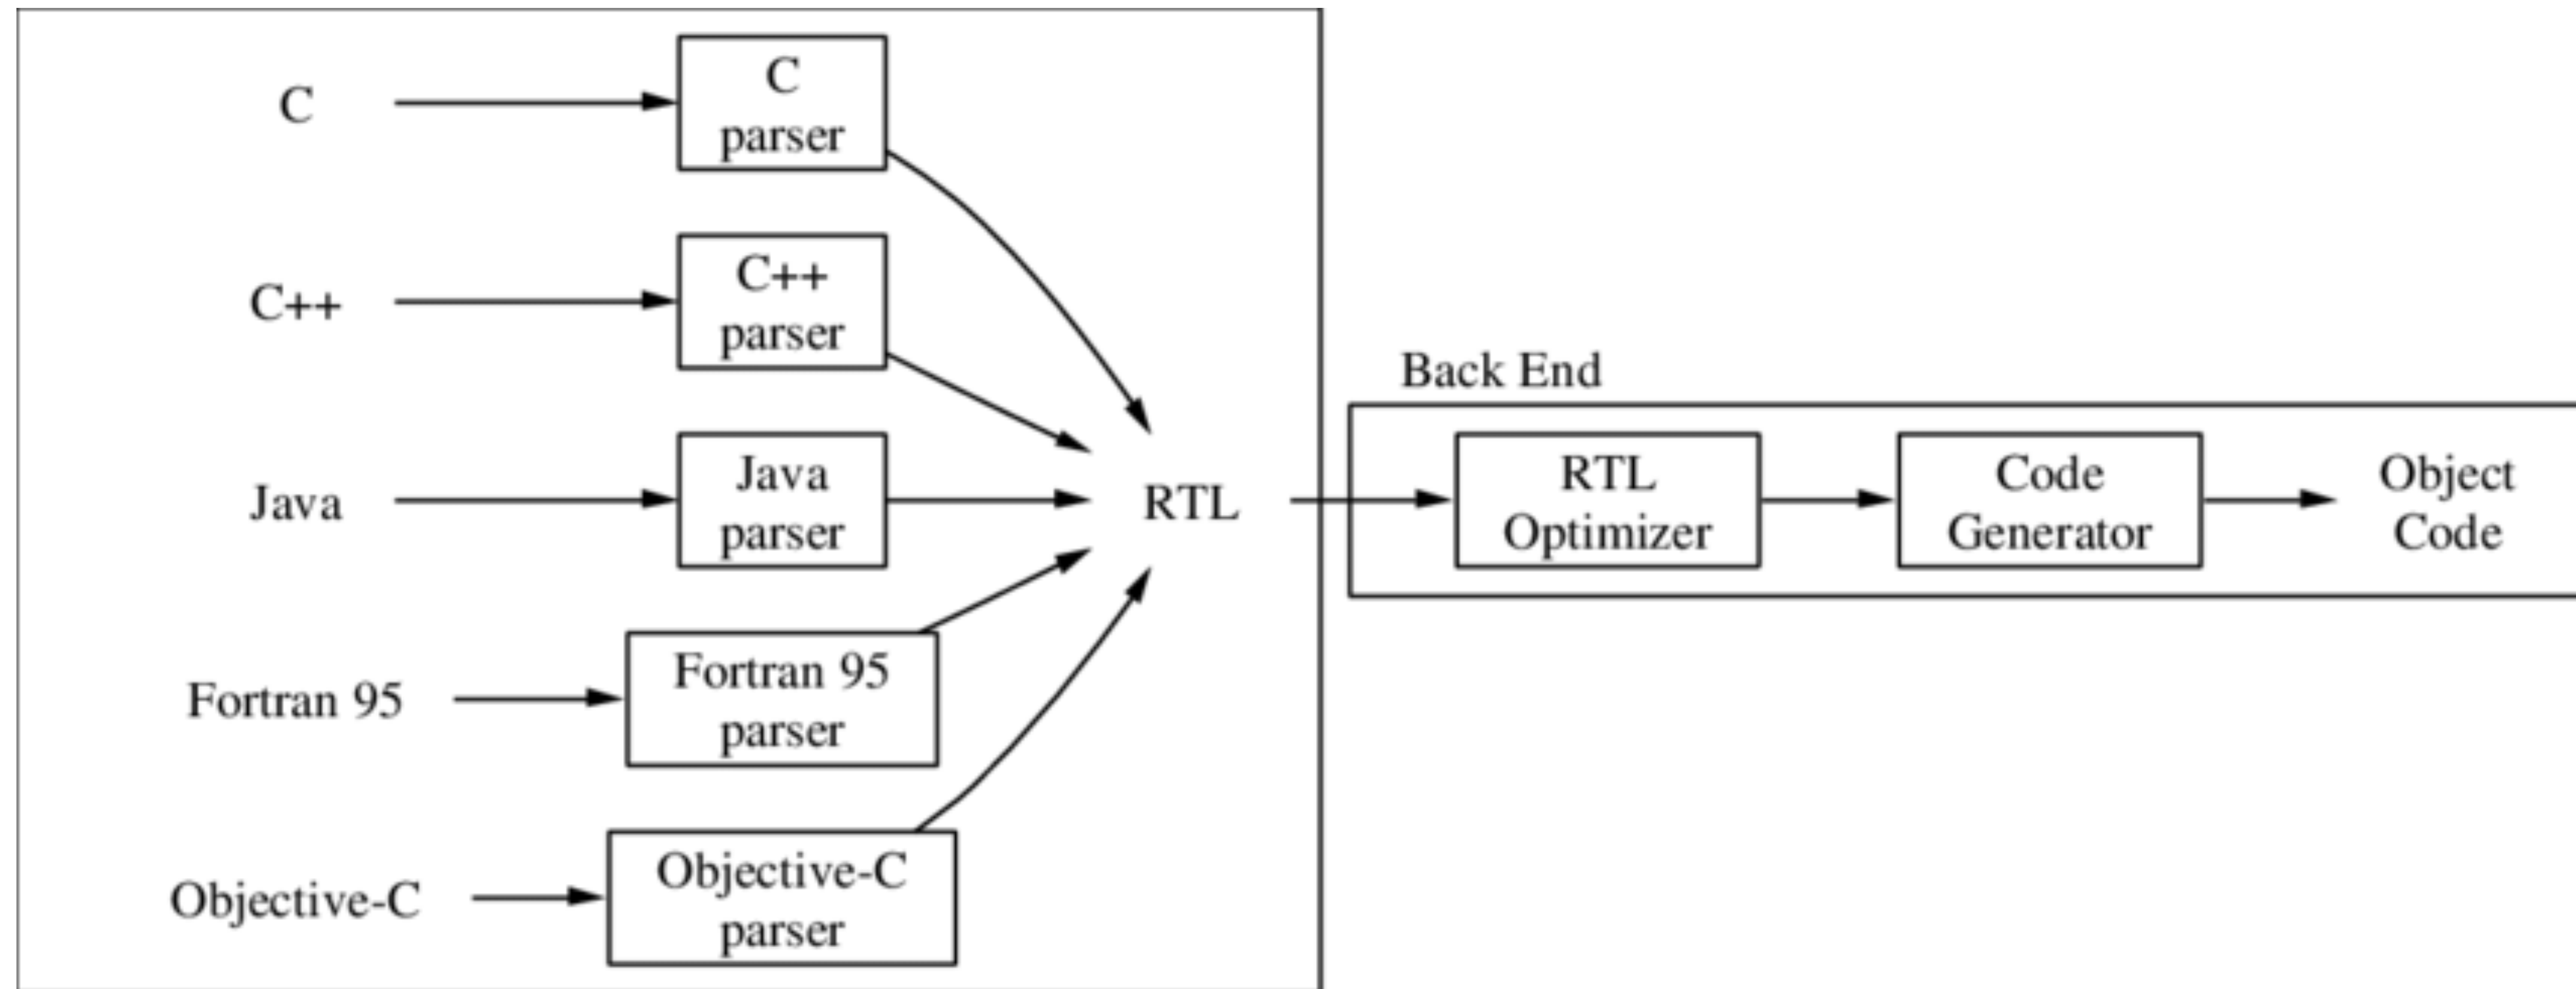 C
C
parser
C++
C++
parser
Java
Java
parser
RTL
Fortran 95
Fortran 95
parser
Objective-C
Objective-C
parser
Back End
RTL
Optimizer
Code
Generator
Object
Code